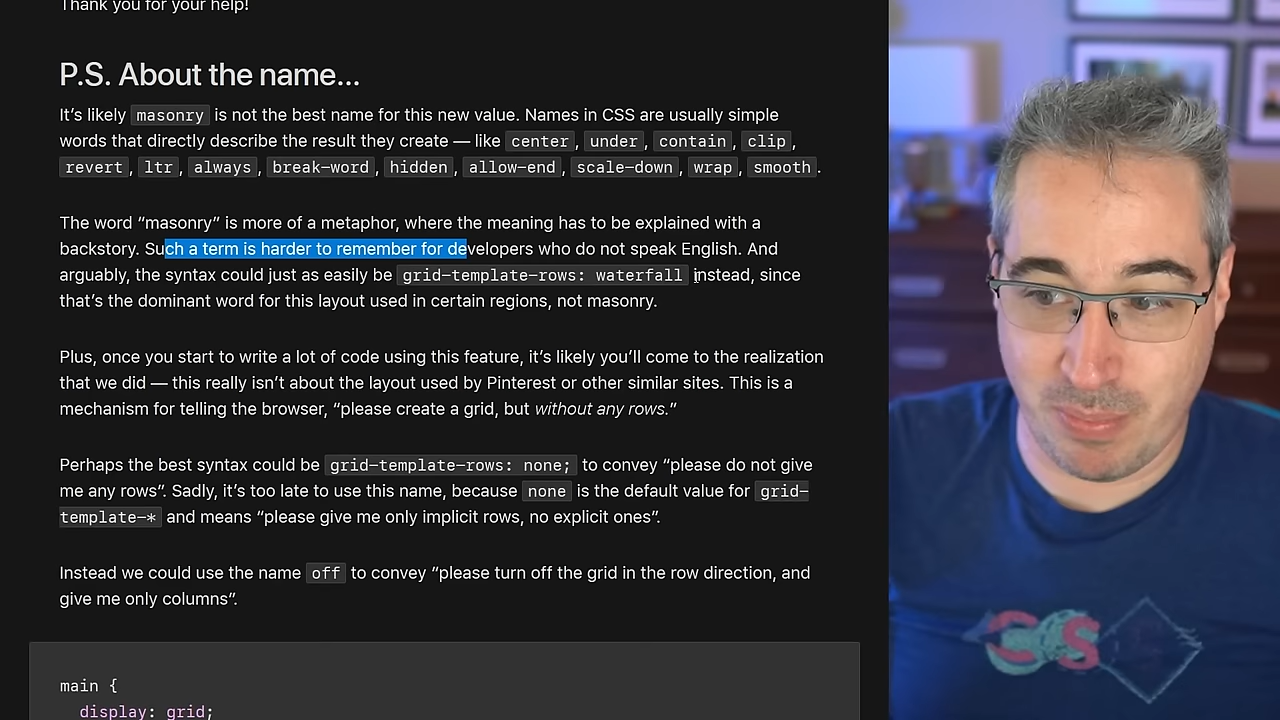 Thank you for your help!
P.S. About the name...
It's likely masonry is not the best name for this new value. Names in CSS are usually simple
words that directly describe the result they create — like center, under, contain, clip,
revert, ltr, always, break-word, hidden, allow-end, scale-down, wrap, smooth.
The word “masonry” is more of a metaphor, where the meaning has to be explained with a
backstory. Such a term is harder to remember for developers who do not speak English. And
arguably, the syntax could just as easily be grid-template-rows: waterfall instead, since
that's the dominant word for this layout used in certain regions, not masonry.
Plus, once you start to write a lot of code using this feature, it's likely you'll come to the realization
that we did — this really isn't about the layout used by Pinterest or other similar sites. This is a
mechanism for telling the browser, “please create a grid, but without any rows.”
Perhaps the best syntax could be grid-template-rows: none; to convey “please do not give
me any rows”. Sadly, it's too late to use this name, because none is the default value for grid-
template-* and means “please give me only implicit rows, no explicit ones”.
Instead we could use the name off to convey “please turn off the grid in the row direction, and
give me only columns”.
main {
display: grid;
CSS